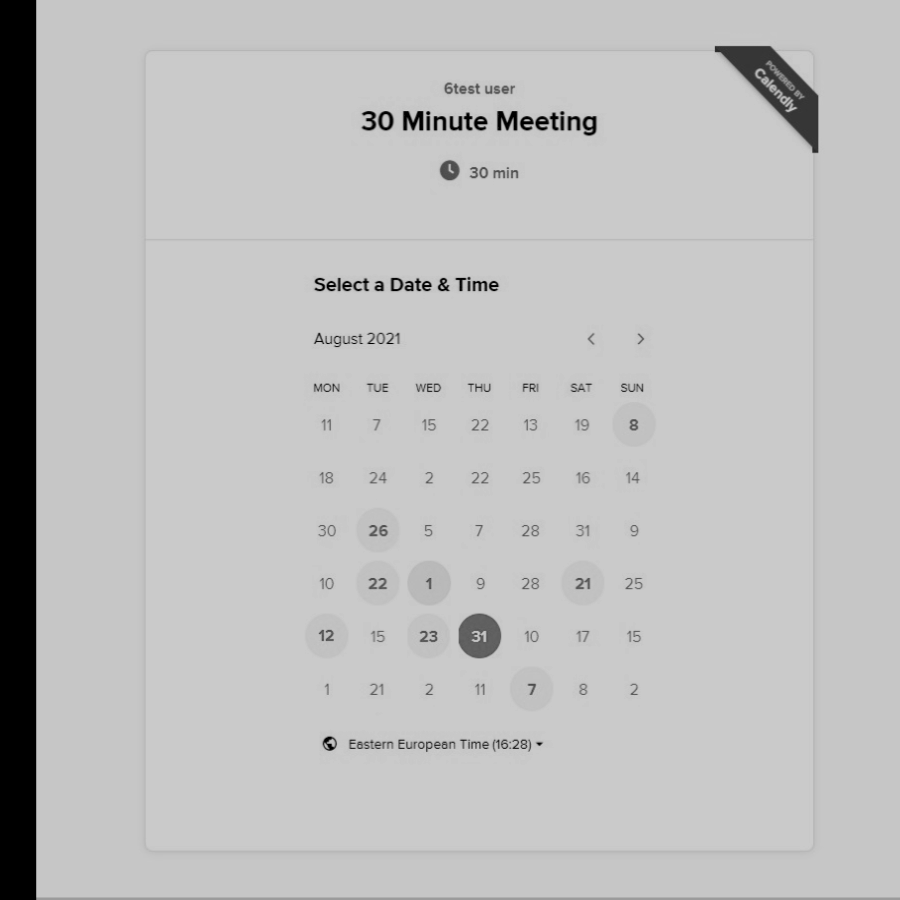 POWERED BY
Calendly
6test user
30 Minute Meeting
30 min
Select a Date & Time
August 2021
MON TUE WED THU FRI SAT SUN
11 7 15 22 13 19 8
18 24 2 22 25 16 14
30 26 5 7 28 31 9
10 22 1 9 28 21 25
12 15 23 31 10 17 15
1 21 2 11 7 8 2
Eastern European Time (16:28)